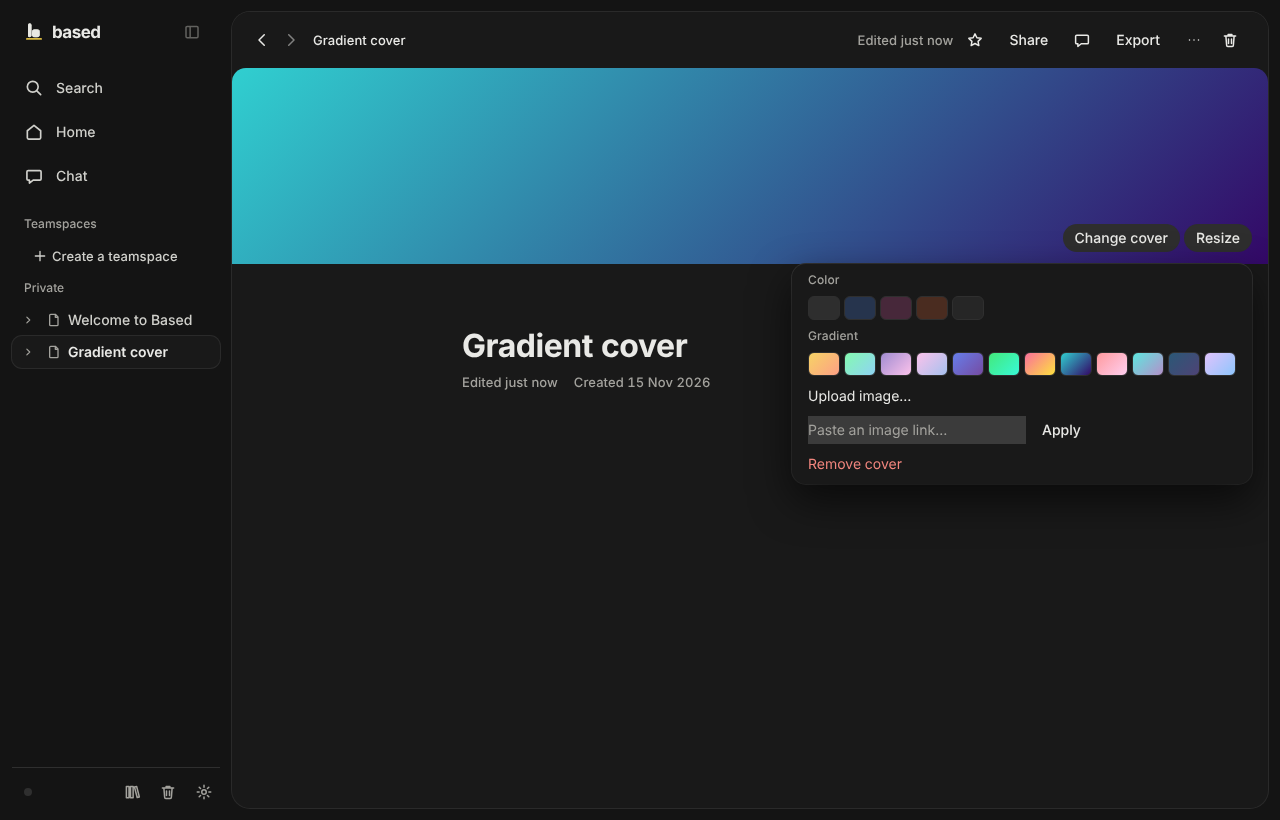 based
Search
Home
Chat
Teamspaces
Create a teamspace
Private
Welcome to Based
Gradient cover
Gradient cover
Edited just now
Share
Export
Change cover
Resize
Gradient cover
Edited just now Created 15 Nov 2026
Color
Gradient
Upload image...
Paste an image link...
Apply
Remove cover